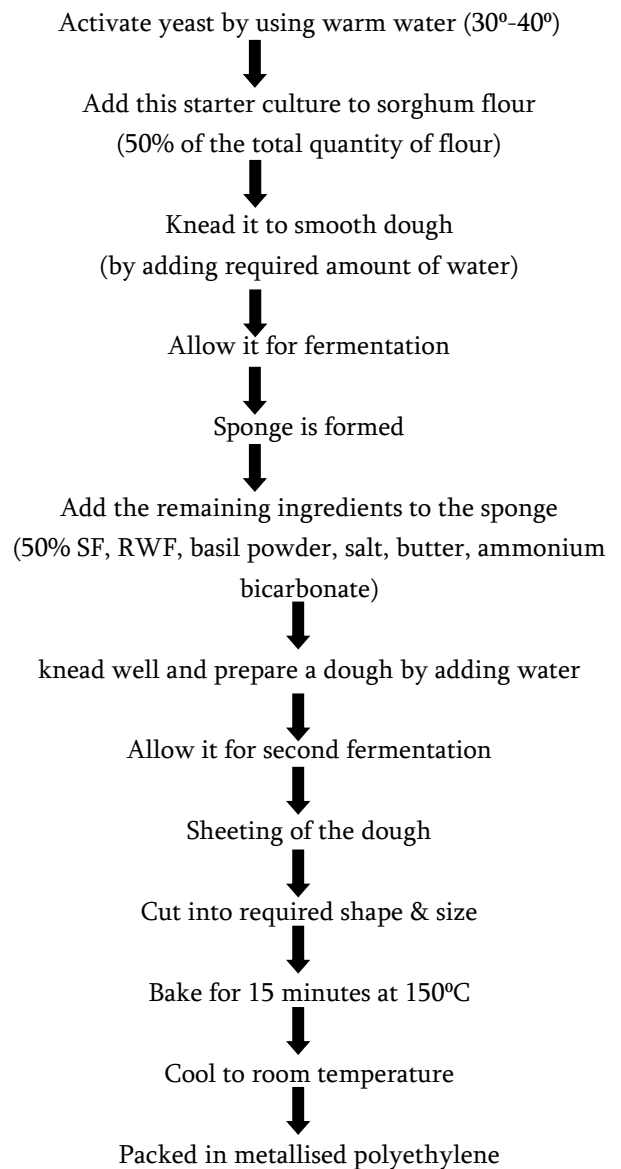 Activate yeast by using warm water (30⁰-40⁰)
Add this starter culture to sorghum flour
(50% of the total quantity of flour)
Knead it to smooth dough
(by adding required amount of water)
Allow it for fermentation
Sponge is formed
Add the remaining ingredients to the sponge
(50% SF, RWF, basil powder, salt, butter, ammonium
bicarbonate)
knead well and prepare a dough by adding water
Allow it for second fermentation
Sheeting of the dough
Cut into required shape & size
Bake for 15 minutes at 150⁰C
Cool to room temperature
Packed in metallised polyethylene